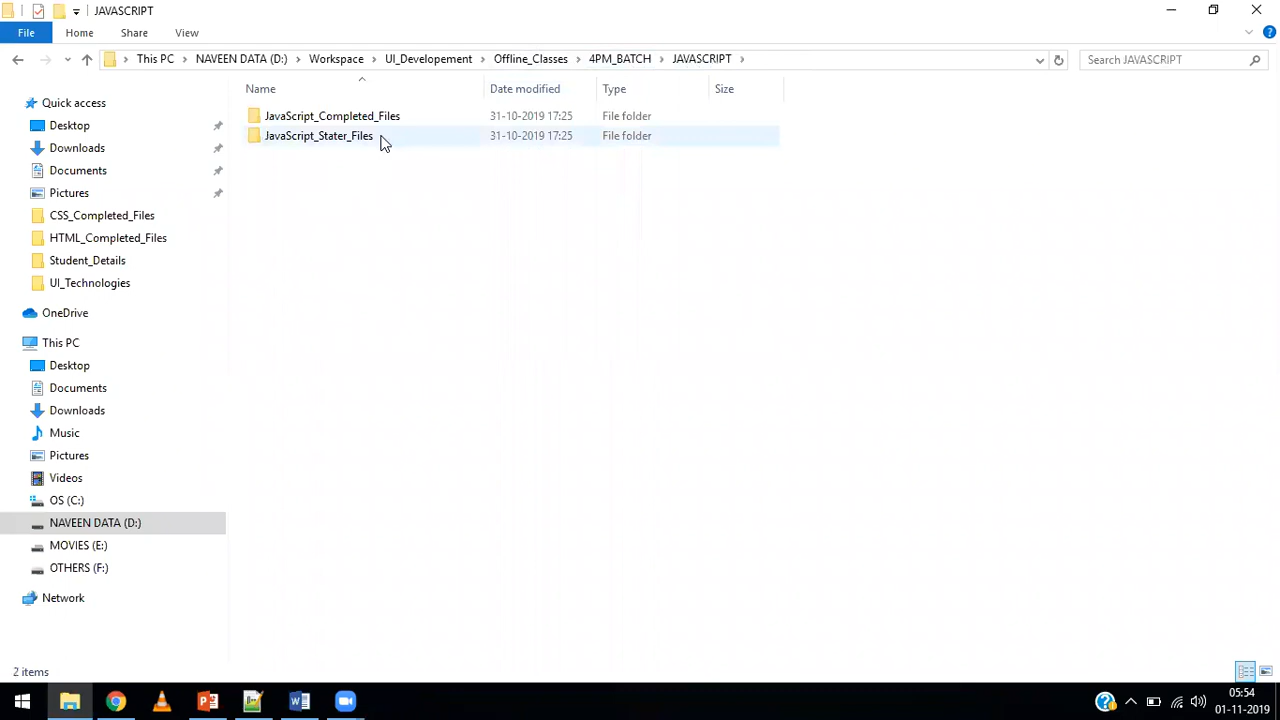 JAVASCRIPT
File Home Share View
This PC NAVEEN DATA (D:) Workspace UI_Developement Offline_Classes 4PM_BATCH JAVASCRIPT Search JAVASCRIPT
Name Date modified Type Size
JavaScript_Completed_Files 31-10-2019 17:25 File folder
JavaScript_Stater_Files 31-10-2019 17:25 File folder
Quick access
Desktop
Downloads
Documents
Pictures
CSS_Completed_Files
HTML_Completed_Files
Student_Details
UI_Technologies
OneDrive
This PC
Desktop
Documents
Downloads
Music
Pictures
Videos
OS (C:)
NAVEEN DATA (D:)
MOVIES (E:)
OTHERS (F:)
Network
2 items
05:54
01-11-2019